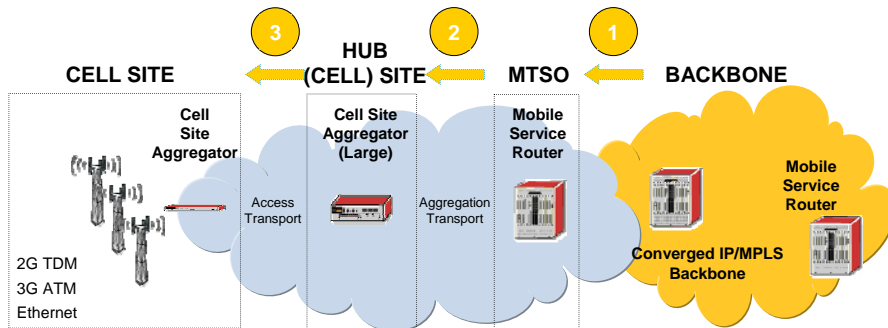 3
2
1
CELL SITE
HUB
(CELL) SITE
MTSO
BACKBONE
Cell
Site
Aggregator
Cell Site
Aggregator
(Large)
Mobile
Service
Router
Mobile
Service
Router
Access
Transport
Aggregation
Transport
Converged IP/MPLS
Backbone
2G TDM
3G ATM
Ethernet